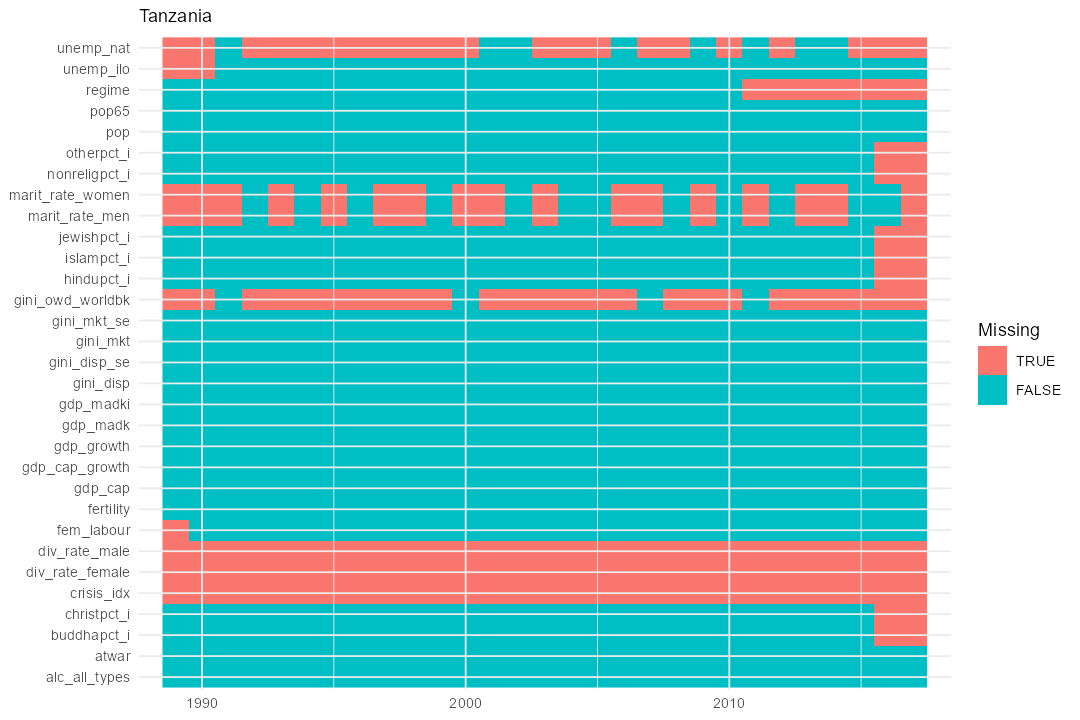 Tanzania
unemp_nat
unemp_ilo
regime
pop65
pop
otherpct_i
nonreligpct_i
marit_rate_women
marit_rate_men
jewishpct_i
islampct_i
hindupct_i
gini_owd_worldbk
gini_mkt_se
gini_mkt
gini_disp_se
gini_disp
gdp_madki
gdp_madk
gdp_growth
gdp_cap_growth
gdp_cap
fertility
fem_labour
div_rate_male
div_rate_female
crisis_idx
christpct_i
buddhapct_i
atwar
alc_all_types
1990 2000 2010
Missing
TRUE
FALSE